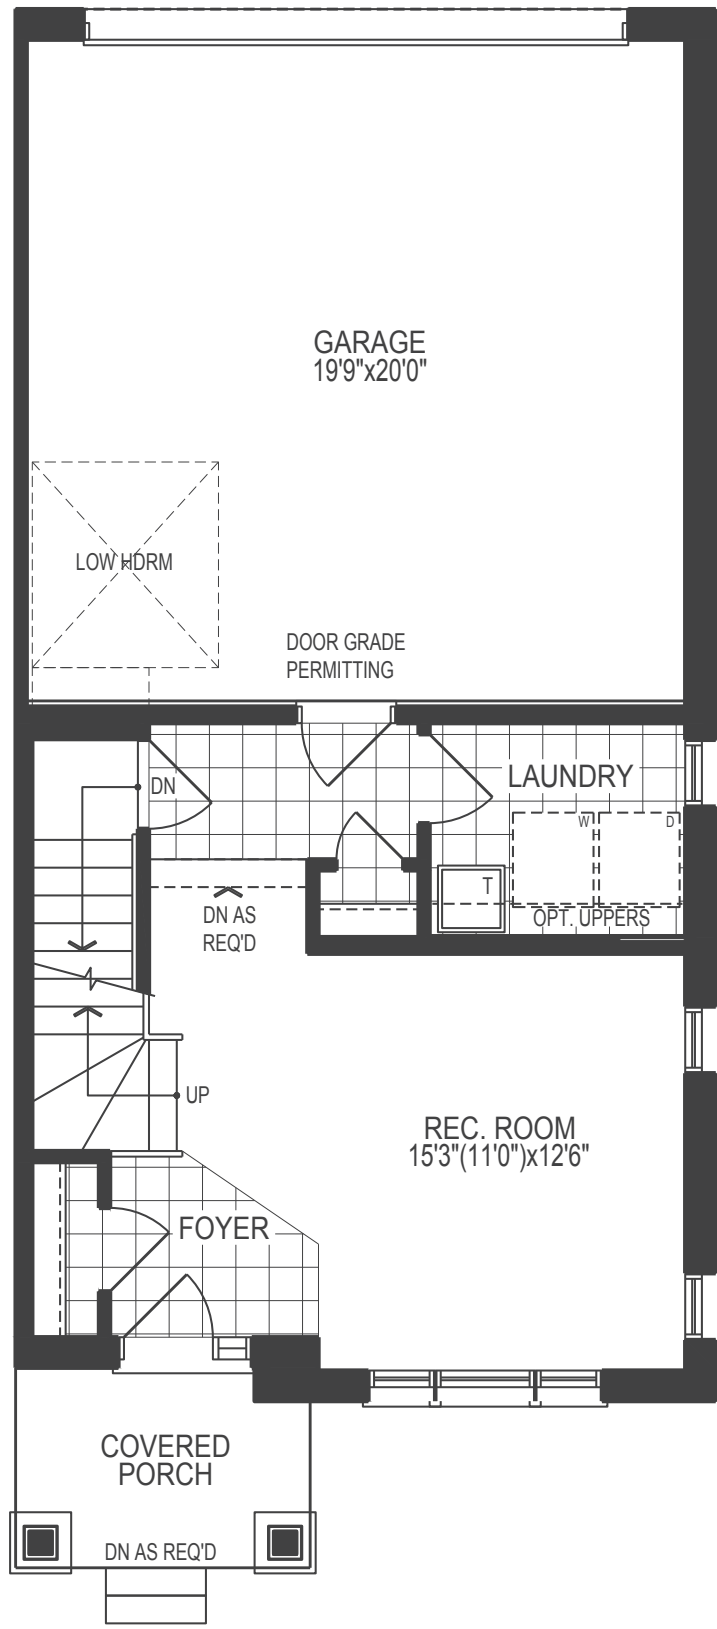 GARAGE
19'9"x20'0"
LOW HDRM
DOOR GRADE
PERMITTING
DN
LAUNDRY
W
D
T
OPT. UPPERS
DN AS
REQ'D
UP
REC. ROOM
15'3"(11'0")x12'6"
FOYER
COVERED
PORCH
DN AS REQ'D